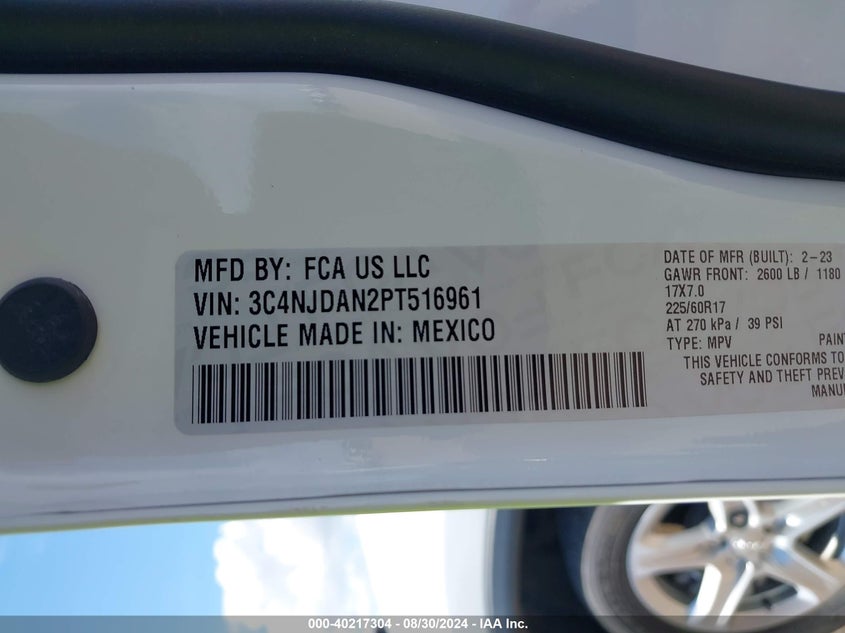 MFD BY: FCA US LLC
VIN: 3C4NJDAN2PT516961
VEHICLE MADE IN: MEXICO
DATE OF MFR (BUILT): 2-23
GAWR FRONT: 2600 LB / 1180
17X7.0
225/60R17
AT 270 kPa / 39 PSI
TYPE: MPV PAINT
THIS VEHICLE CONFORMS TO
SAFETY AND THEFT PREV
MANU
000-40217304 - 08/30/2024 - IAA Inc.